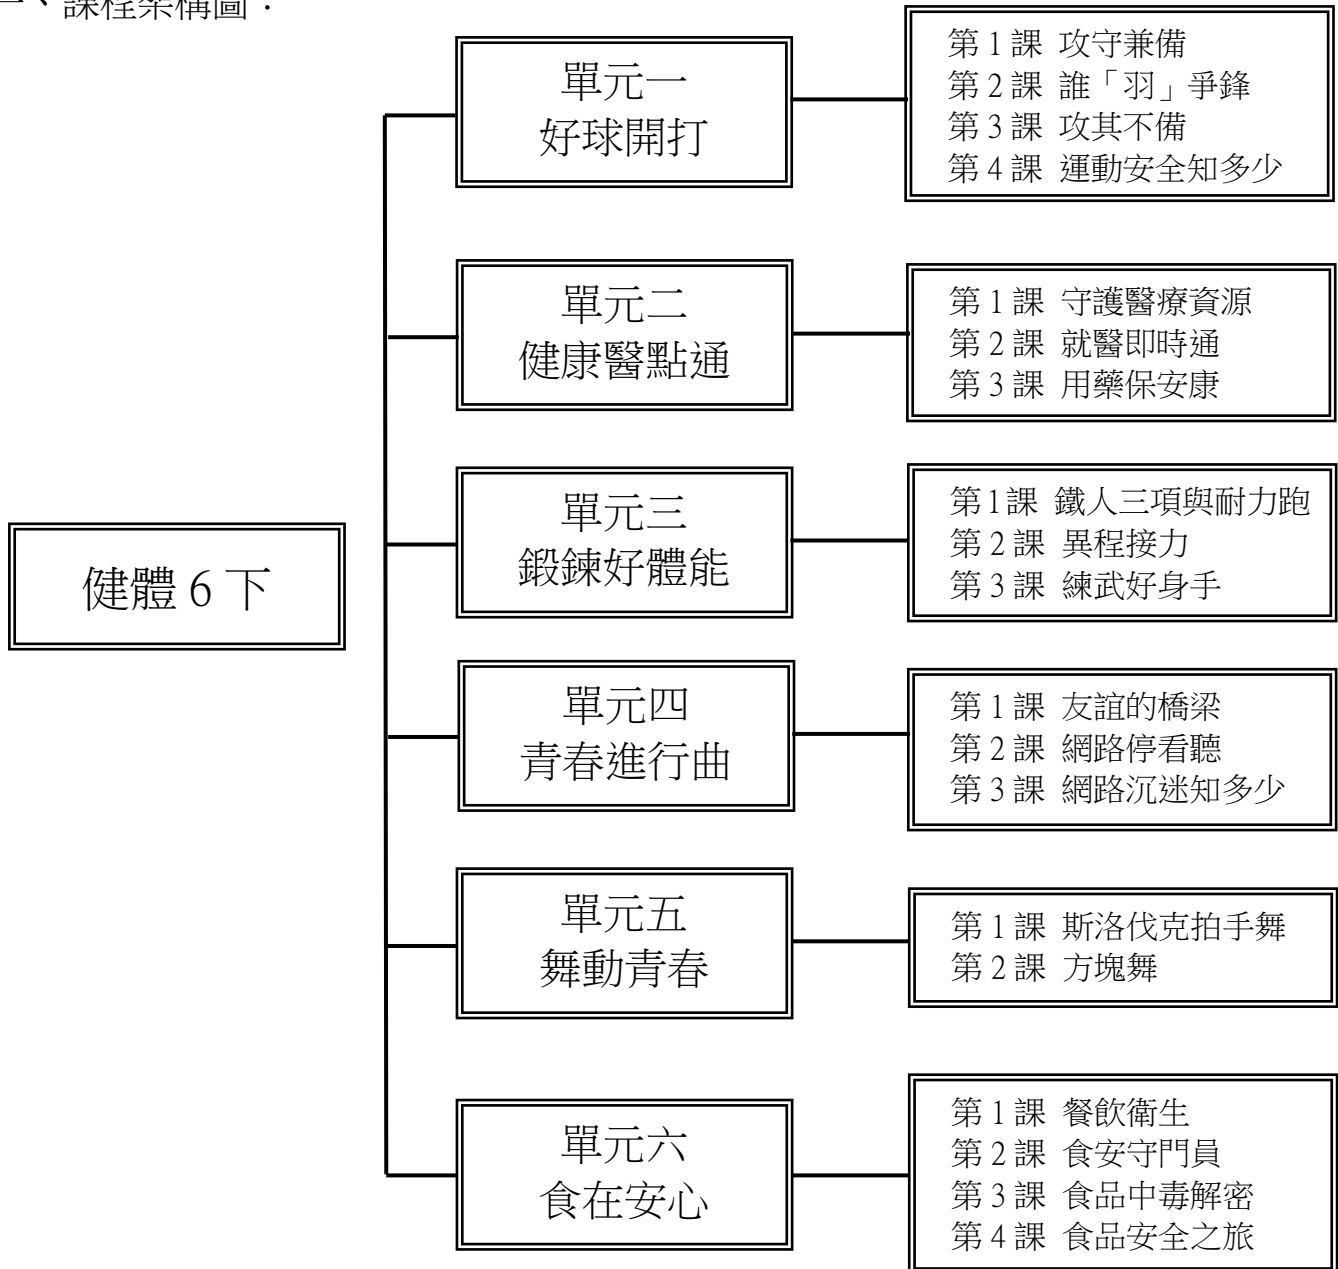 一、課程架構圖：
健體 6 下
單元一
好球開打
第 1 課 攻守兼備
第 2 課 誰「羽」爭鋒
第 3 課 攻其不備
第 4 課 運動安全知多少
單元二
健康醫點通
第 1 課 守護醫療資源
第 2 課 就醫即時通
第 3 課 用藥保安康
單元三
鍛鍊好體能
第1課 鐵人三項與耐力跑
第 2 課 異程接力
第 3 課 練武好身手
單元四
青春進行曲
第 1 課 友誼的橋梁
第 2 課 網路停看聽
第 3 課 網路沉迷知多少
單元五
舞動青春
第 1 課 斯洛伐克拍手舞
第 2 課 方塊舞
單元六
食在安心
第 1 課 餐飲衛生
第 2 課 食安守門員
第 3 課 食品中毒解密
第 4 課 食品安全之旅